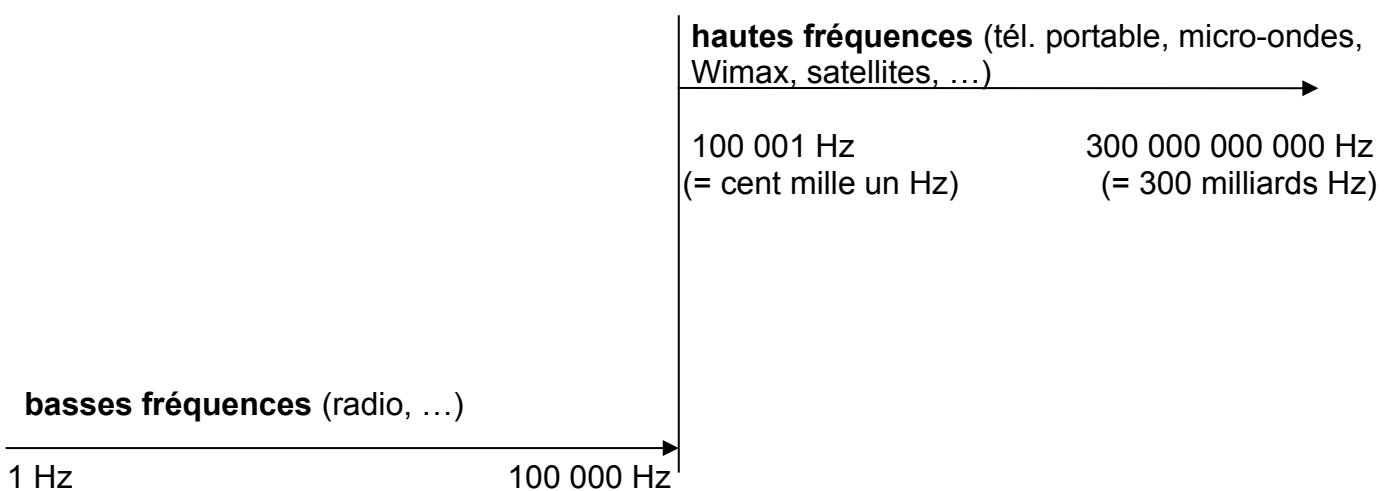 hautes fréquences (tél. portable, micro-ondes,
Wimax, satellites, …)
100 001 Hz 300 000 000 000 Hz
(= cent mille un Hz) (= 300 milliards Hz)
basses fréquences (radio, …)
1 Hz 100 000 Hz